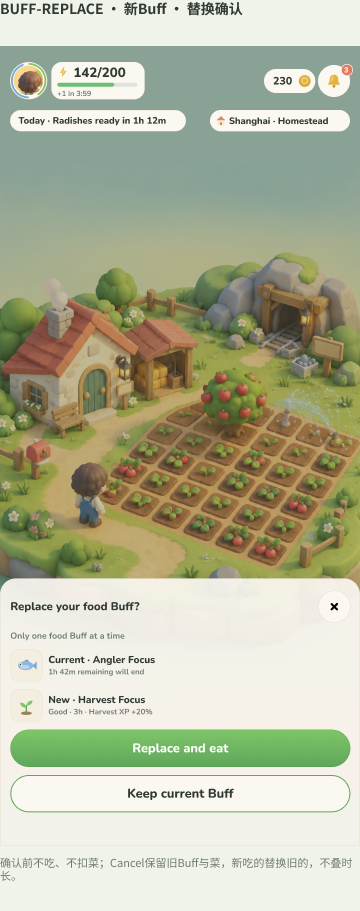 BUFF-REPLACE · 新Buff · 替换确认
142/200
+1 in 3:59
230
3
Today · Radishes ready in 1h 12m
Shanghai · Homestead
Replace your food Buff?
Only one food Buff at a time
Current · Angler Focus
1h 42m remaining will end
New · Harvest Focus
Good · 3h · Harvest XP +20%
Replace and eat
Keep current Buff
确认前不吃、不扣菜；Cancel保留旧Buff与菜，新吃的替换旧的，不叠时
长。